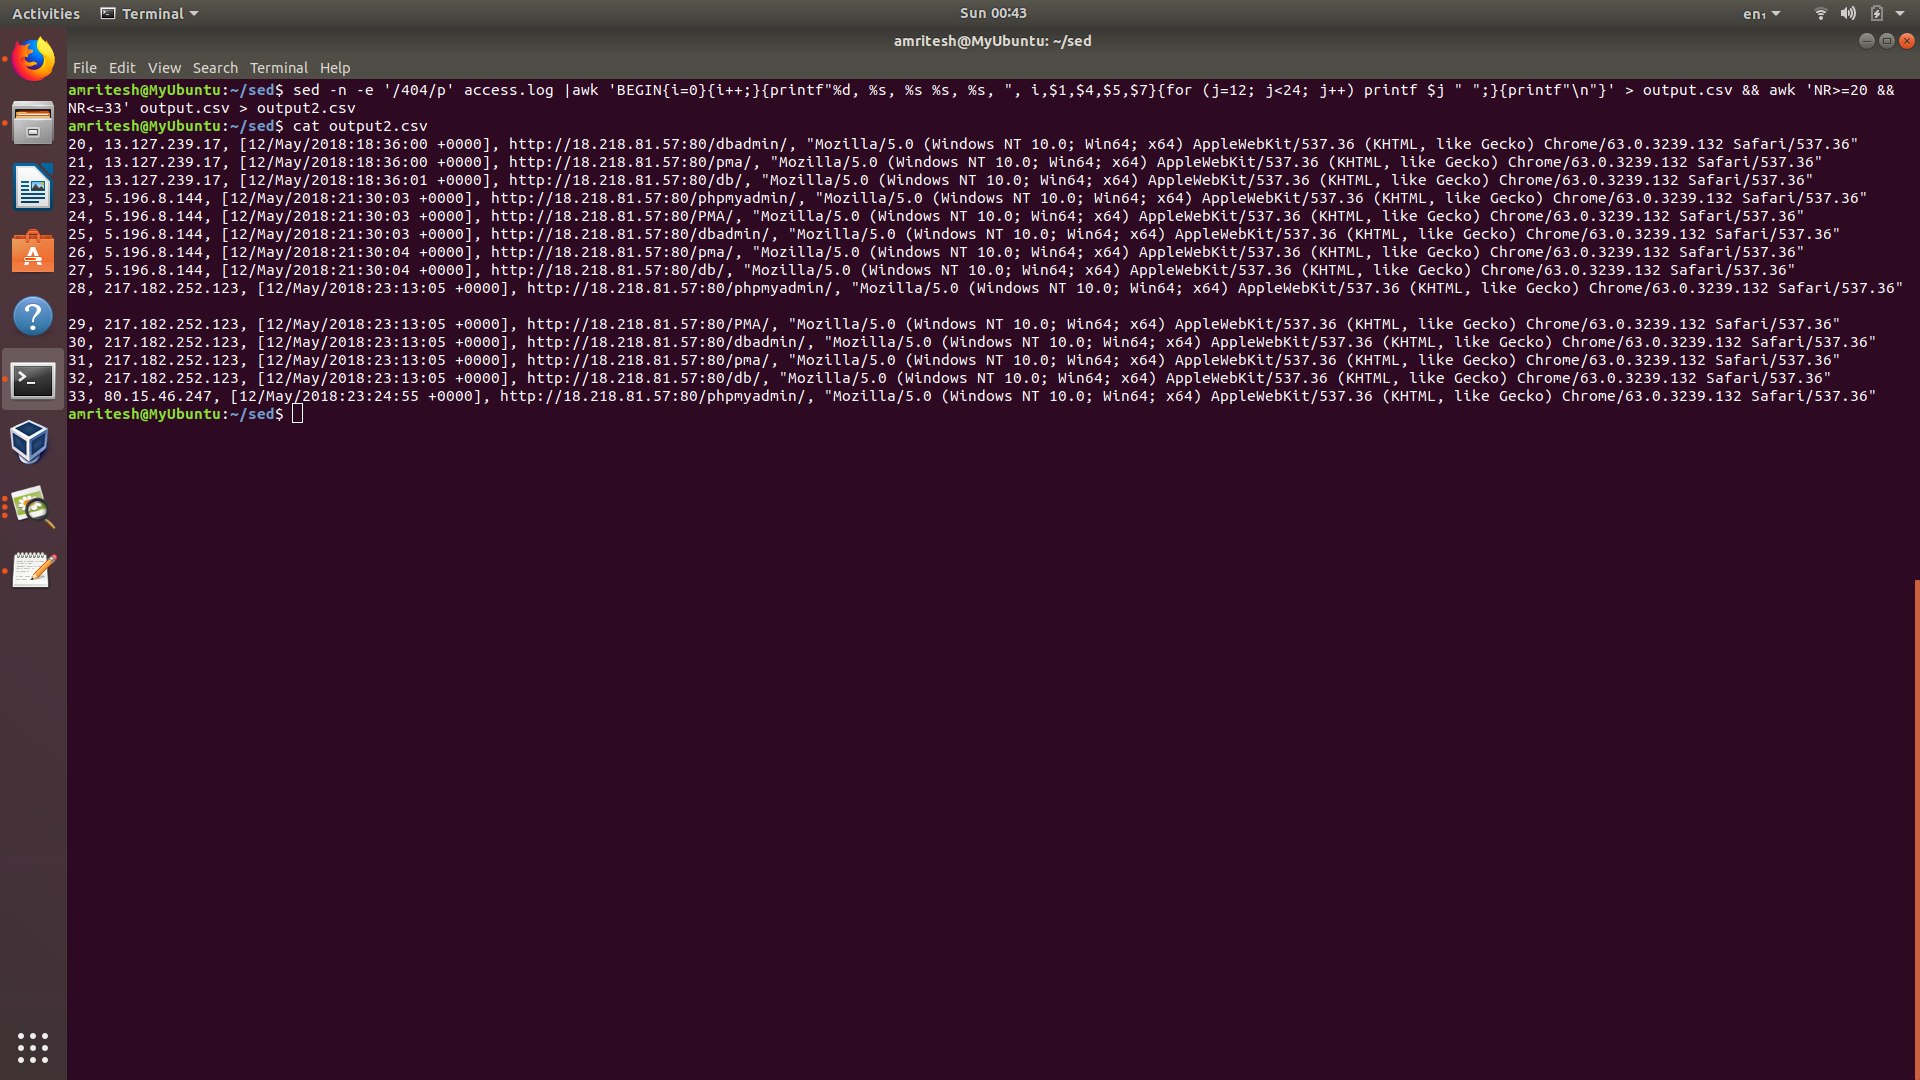 Activities Terminal Sun 00:43 en₁
amritesh@MyUbuntu: ~/sed
File Edit View Search Terminal Help
amritesh@MyUbuntu:~/sed$ sed -n -e '/404/p' access.log |awk 'BEGIN{i=0}{i++;}{printf"%d, %s, %s %s, %s, ", i,$1,$4,$5,$7}{for (j=12; j<24; j++) printf $j " ";}{printf"\n"}' > output.csv && awk 'NR>=20 &&
NR<=33' output.csv > output2.csv
amritesh@MyUbuntu:~/sed$ cat output2.csv
20, 13.127.239.17, [12/May/2018:18:36:00 +0000], http://18.218.81.57:80/dbadmin/, "Mozilla/5.0 (Windows NT 10.0; Win64; x64) AppleWebKit/537.36 (KHTML, like Gecko) Chrome/63.0.3239.132 Safari/537.36"
21, 13.127.239.17, [12/May/2018:18:36:00 +0000], http://18.218.81.57:80/pma/, "Mozilla/5.0 (Windows NT 10.0; Win64; x64) AppleWebKit/537.36 (KHTML, like Gecko) Chrome/63.0.3239.132 Safari/537.36"
22, 13.127.239.17, [12/May/2018:18:36:01 +0000], http://18.218.81.57:80/db/, "Mozilla/5.0 (Windows NT 10.0; Win64; x64) AppleWebKit/537.36 (KHTML, like Gecko) Chrome/63.0.3239.132 Safari/537.36"
23, 5.196.8.144, [12/May/2018:21:30:03 +0000], http://18.218.81.57:80/phpmyadmin/, "Mozilla/5.0 (Windows NT 10.0; Win64; x64) AppleWebKit/537.36 (KHTML, like Gecko) Chrome/63.0.3239.132 Safari/537.36"
24, 5.196.8.144, [12/May/2018:21:30:03 +0000], http://18.218.81.57:80/PMA/, "Mozilla/5.0 (Windows NT 10.0; Win64; x64) AppleWebKit/537.36 (KHTML, like Gecko) Chrome/63.0.3239.132 Safari/537.36"
25, 5.196.8.144, [12/May/2018:21:30:03 +0000], http://18.218.81.57:80/dbadmin/, "Mozilla/5.0 (Windows NT 10.0; Win64; x64) AppleWebKit/537.36 (KHTML, like Gecko) Chrome/63.0.3239.132 Safari/537.36"
26, 5.196.8.144, [12/May/2018:21:30:04 +0000], http://18.218.81.57:80/pma/, "Mozilla/5.0 (Windows NT 10.0; Win64; x64) AppleWebKit/537.36 (KHTML, like Gecko) Chrome/63.0.3239.132 Safari/537.36"
27, 5.196.8.144, [12/May/2018:21:30:04 +0000], http://18.218.81.57:80/db/, "Mozilla/5.0 (Windows NT 10.0; Win64; x64) AppleWebKit/537.36 (KHTML, like Gecko) Chrome/63.0.3239.132 Safari/537.36"
28, 217.182.252.123, [12/May/2018:23:13:05 +0000], http://18.218.81.57:80/phpmyadmin/, "Mozilla/5.0 (Windows NT 10.0; Win64; x64) AppleWebKit/537.36 (KHTML, like Gecko) Chrome/63.0.3239.132 Safari/537.36"
29, 217.182.252.123, [12/May/2018:23:13:05 +0000], http://18.218.81.57:80/PMA/, "Mozilla/5.0 (Windows NT 10.0; Win64; x64) AppleWebKit/537.36 (KHTML, like Gecko) Chrome/63.0.3239.132 Safari/537.36"
30, 217.182.252.123, [12/May/2018:23:13:05 +0000], http://18.218.81.57:80/dbadmin/, "Mozilla/5.0 (Windows NT 10.0; Win64; x64) AppleWebKit/537.36 (KHTML, like Gecko) Chrome/63.0.3239.132 Safari/537.36"
31, 217.182.252.123, [12/May/2018:23:13:05 +0000], http://18.218.81.57:80/pma/, "Mozilla/5.0 (Windows NT 10.0; Win64; x64) AppleWebKit/537.36 (KHTML, like Gecko) Chrome/63.0.3239.132 Safari/537.36"
32, 217.182.252.123, [12/May/2018:23:13:05 +0000], http://18.218.81.57:80/db/, "Mozilla/5.0 (Windows NT 10.0; Win64; x64) AppleWebKit/537.36 (KHTML, like Gecko) Chrome/63.0.3239.132 Safari/537.36"
33, 80.15.46.247, [12/May/2018:23:24:55 +0000], http://18.218.81.57:80/phpmyadmin/, "Mozilla/5.0 (Windows NT 10.0; Win64; x64) AppleWebKit/537.36 (KHTML, like Gecko) Chrome/63.0.3239.132 Safari/537.36"
amritesh@MyUbuntu:~/sed$